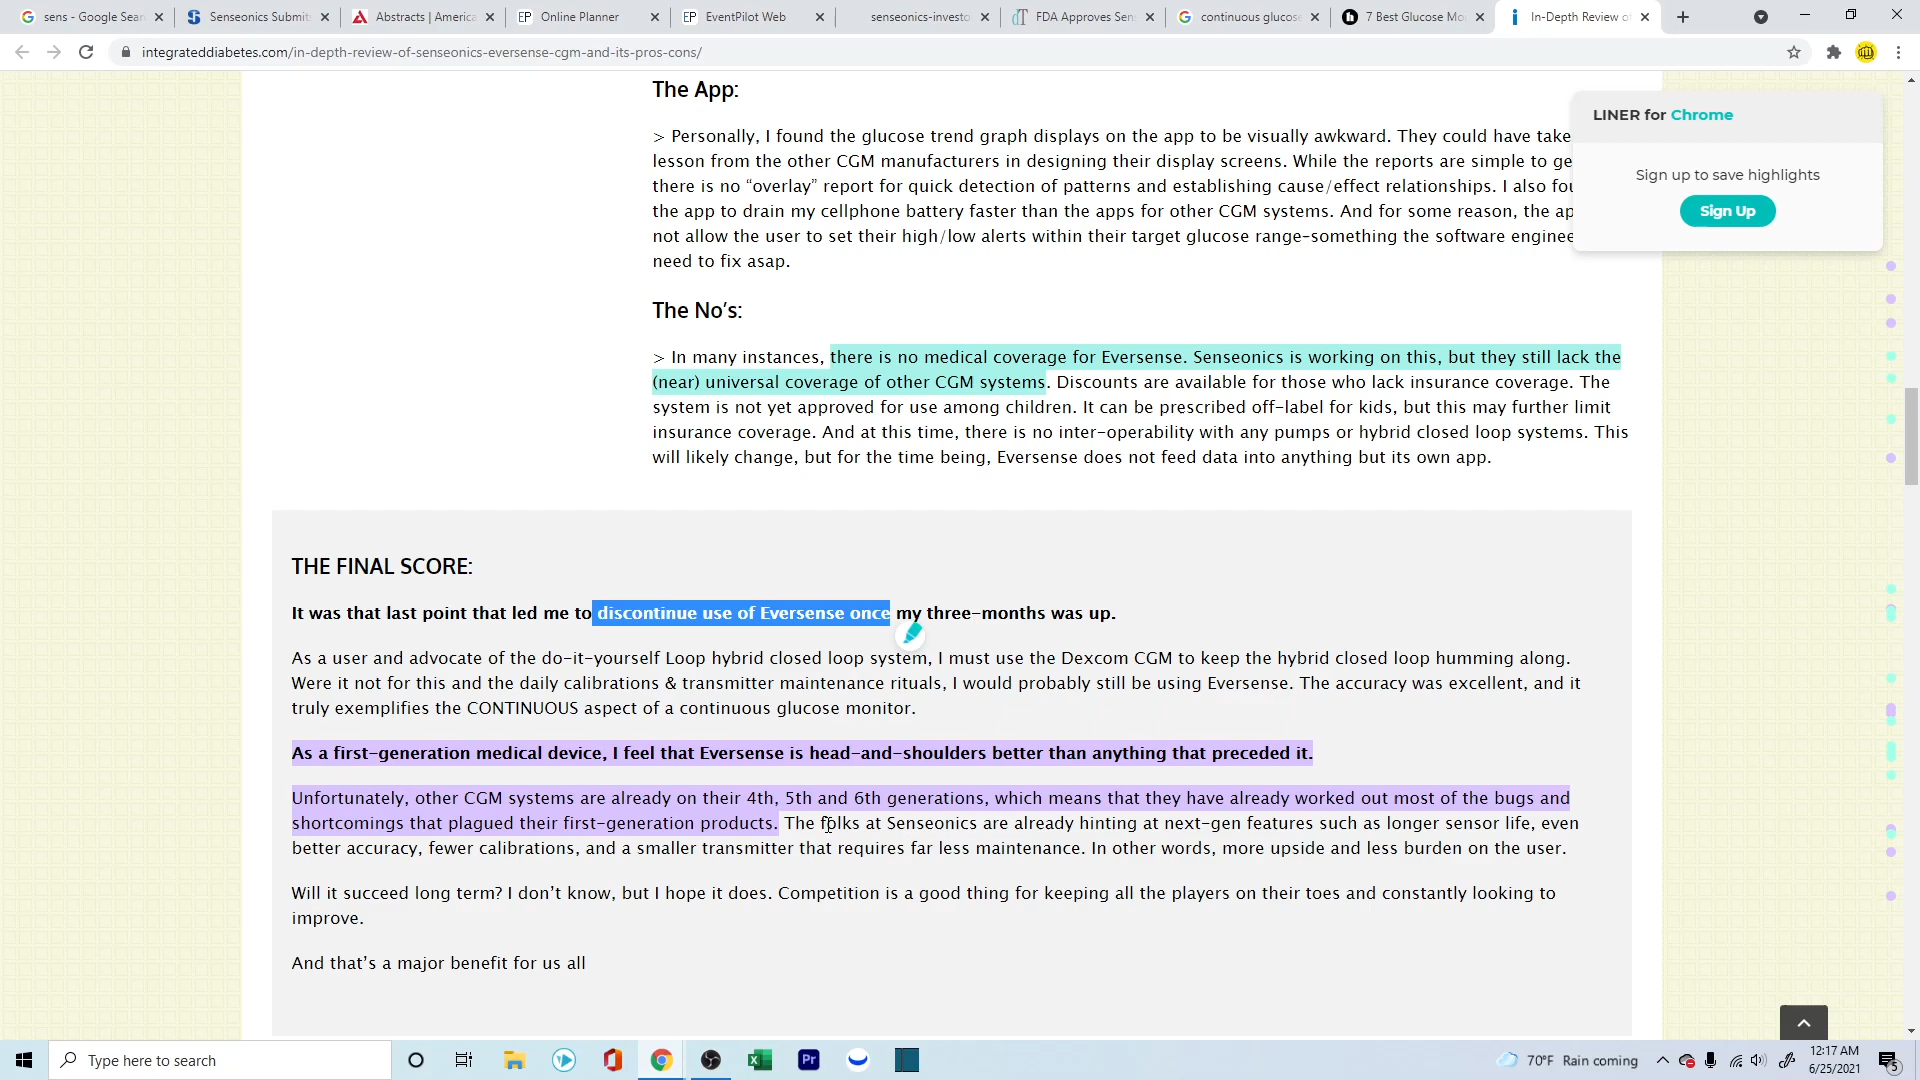 sens - Google Sear
Senseonics Submit
Abstracts | America
EP Online Planner
EP EventPilot Web
senseonics-investo
FDA Approves Sen
continuous glucose
7 Best Glucose Mo
In-Depth Review of
integrateddiabetes.com/in-depth-review-of-senseonics-eversense-cgm-and-its-pros-cons/
The App:
> Personally, I found the glucose trend graph displays on the app to be visually awkward. They could have take
lesson from the other CGM manufacturers in designing their display screens. While the reports are simple to ge
there is no “overlay” report for quick detection of patterns and establishing cause/effect relationships. I also fou
the app to drain my cellphone battery faster than the apps for other CGM systems. And for some reason, the ap
not allow the user to set their high/low alerts within their target glucose range–something the software enginee
need to fix asap.
LINER for Chrome
Sign up to save highlights
Sign Up
The No’s:
> In many instances, there is no medical coverage for Eversense. Senseonics is working on this, but they still lack the
(near) universal coverage of other CGM systems. Discounts are available for those who lack insurance coverage. The
system is not yet approved for use among children. It can be prescribed off-label for kids, but this may further limit
insurance coverage. And at this time, there is no inter-operability with any pumps or hybrid closed loop systems. This
will likely change, but for the time being, Eversense does not feed data into anything but its own app.
THE FINAL SCORE:
It was that last point that led me to discontinue use of Eversense once my three-months was up.
As a user and advocate of the do-it-yourself Loop hybrid closed loop system, I must use the Dexcom CGM to keep the hybrid closed loop humming along.
Were it not for this and the daily calibrations & transmitter maintenance rituals, I would probably still be using Eversense. The accuracy was excellent, and it
truly exemplifies the CONTINUOUS aspect of a continuous glucose monitor.
As a first-generation medical device, I feel that Eversense is head-and-shoulders better than anything that preceded it.
Unfortunately, other CGM systems are already on their 4th, 5th and 6th generations, which means that they have already worked out most of the bugs and
shortcomings that plagued their first-generation products. The folks at Senseonics are already hinting at next-gen features such as longer sensor life, even
better accuracy, fewer calibrations, and a smaller transmitter that requires far less maintenance. In other words, more upside and less burden on the user.
Will it succeed long term? I don’t know, but I hope it does. Competition is a good thing for keeping all the players on their toes and constantly looking to
improve.
And that’s a major benefit for us all
Type here to search
Pr
70°F Rain coming
12:17 AM
6/25/2021
5